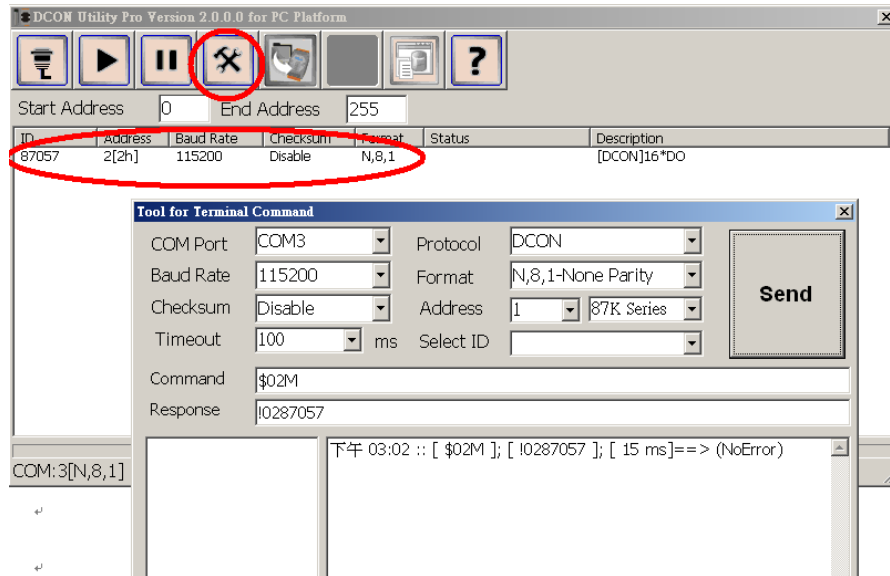 DCON Utility Pro Version 2.0.0.0 for PC Platform
Start Address 0 End Address 255
ID Address Baud Rate Checksum Format Status Description
87057 2[2h] 115200 Disable N,8,1 [DCON]16*DO
Tool for Terminal Command
COM Port COM3 Protocol DCON
Baud Rate 115200 Format N,8,1-None Parity
Checksum Disable Address 1 87K Series
Send
Timeout 100 ms Select ID
Command $02M
Response !0287057
下午 03:02 :: [ $02M ]; [ !0287057 ]; [ 15 ms]==> (NoError)
COM:3[N,8,1]